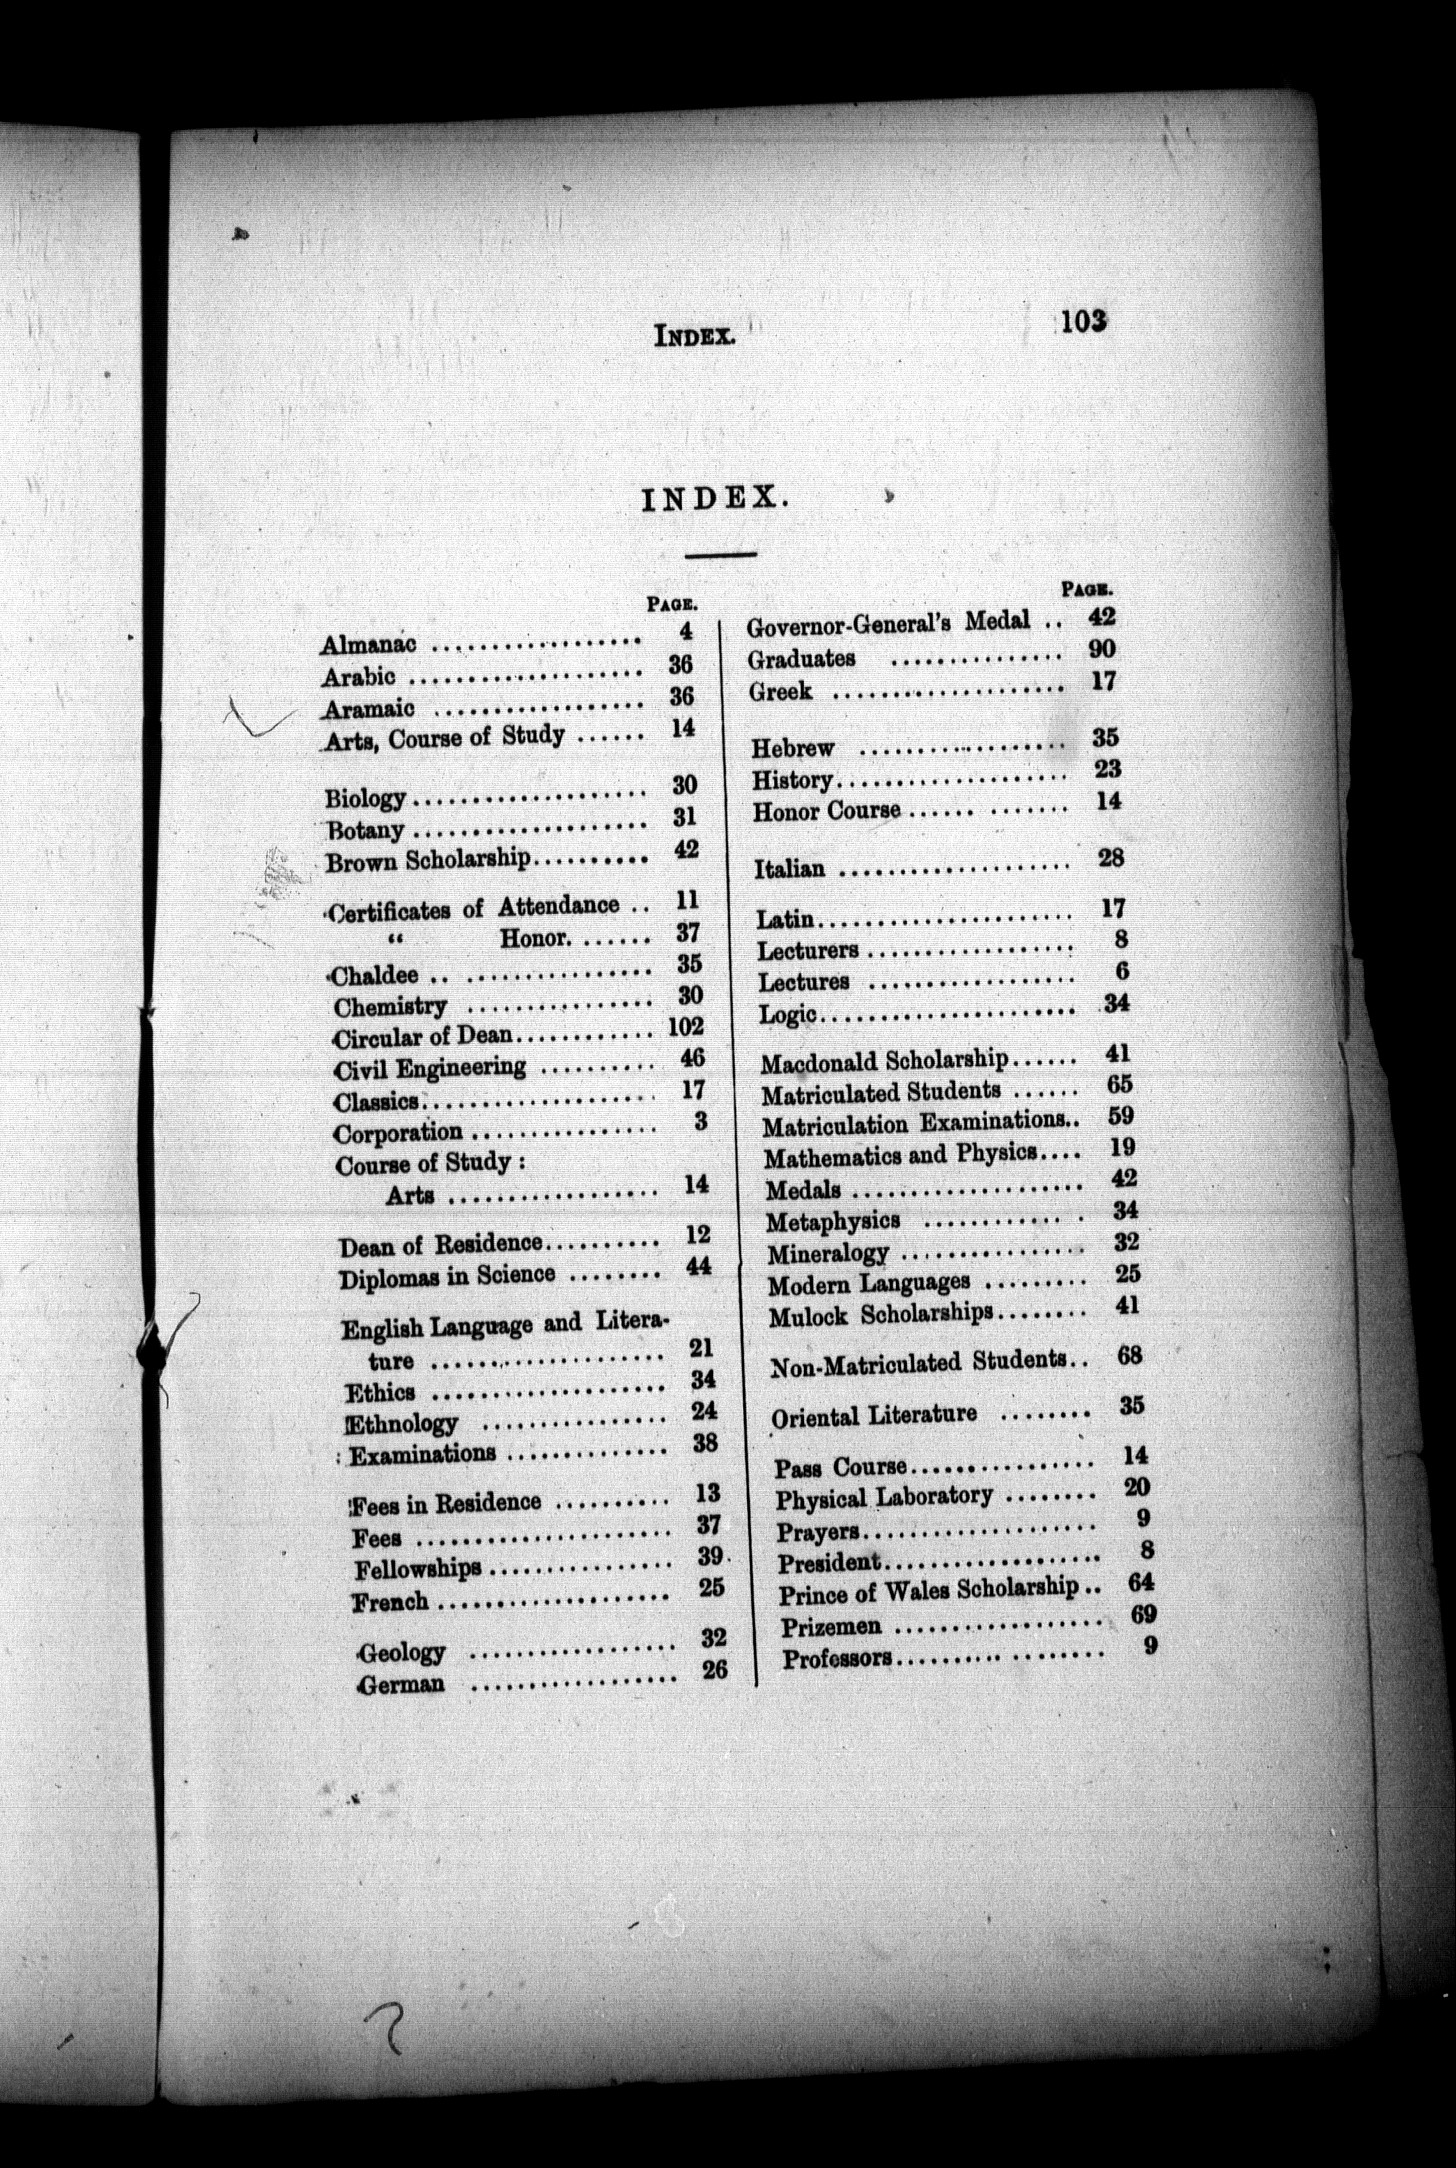 INDEX. 103
INDEX.
PAGE.
Almanac .................. 4
Arabic .................... 36
Aramaic .................. 36
Arts, Course of Study ...... 14
Biology.................... 30
Botany .................... 31
Brown Scholarship.......... 42
Certificates of Attendance .. 11
“ Honor. ...... 37
Chaldee .. ................ 35
Chemistry ................ 30
Circular of Dean............ 102
Civil Engineering .......... 46
Classics.................... 17
Corporation ................ 3
Course of Study :
Arts .................. 14
Dean of Residence.......... 12
Diplomas in Science ........ 44
English Language and Litera-
ture .................... 21
Ethics .................... 34
Ethnology ................ 24
Examinations .............. 38
Fees in Residence .......... 13
Fees ...................... 37
Fellowships ................ 39
French .................... 25
Geology .................. 32
German .................. 26
PAGE.
Governor-General's Medal .. 42
Graduates ............... 90
Greek .................... 17
Hebrew .................. 35
History.................... 23
Honor Course ...... ....... 14
Italian .................... 28
Latin...................... 17
Lecturers .................. 8
Lectures .................. 6
Logic...................... 34
Macdonald Scholarship...... 41
Matriculated Students ...... 65
Matriculation Examinations.. 59
Mathematics and Physics.... 19
Medals .................... 42
Metaphysics ............ . 34
Mineralogy ................ 32
Modern Languages ......... 25
Mulock Scholarships........ 41
Non-Matriculated Students.. 68
Oriental Literature ........ 35
Pass Course................ 14
Physical Laboratory ........ 20
Prayers.................... 9
President................... 8
Prince of Wales Scholarship .. 64
Prizemen .................. 69
Professors.......... ........ 9